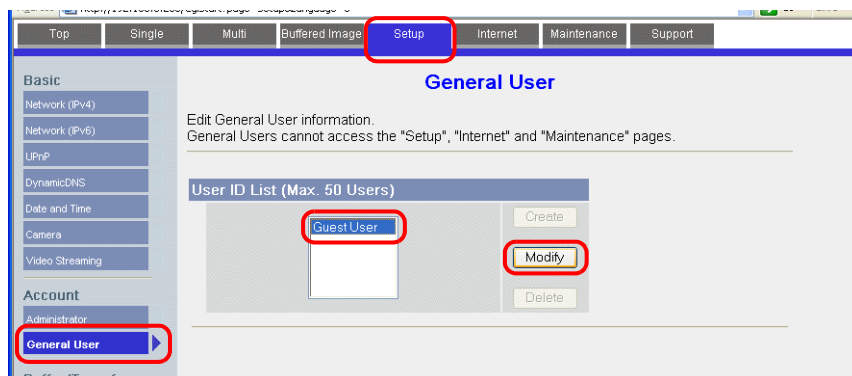 Top Single Multi Buffered Image Setup Internet Maintenance Support
Basic
Network (IPv4)
Network (IPv6)
UPnP
DynamicDNS
Date and Time
Camera
Video Streaming
Account
Administrator
General User
General User
Edit General User information.
General Users cannot access the "Setup", "Internet" and "Maintenance" pages.
User ID List (Max. 50 Users)
Guest User
Create
Modify
Delete